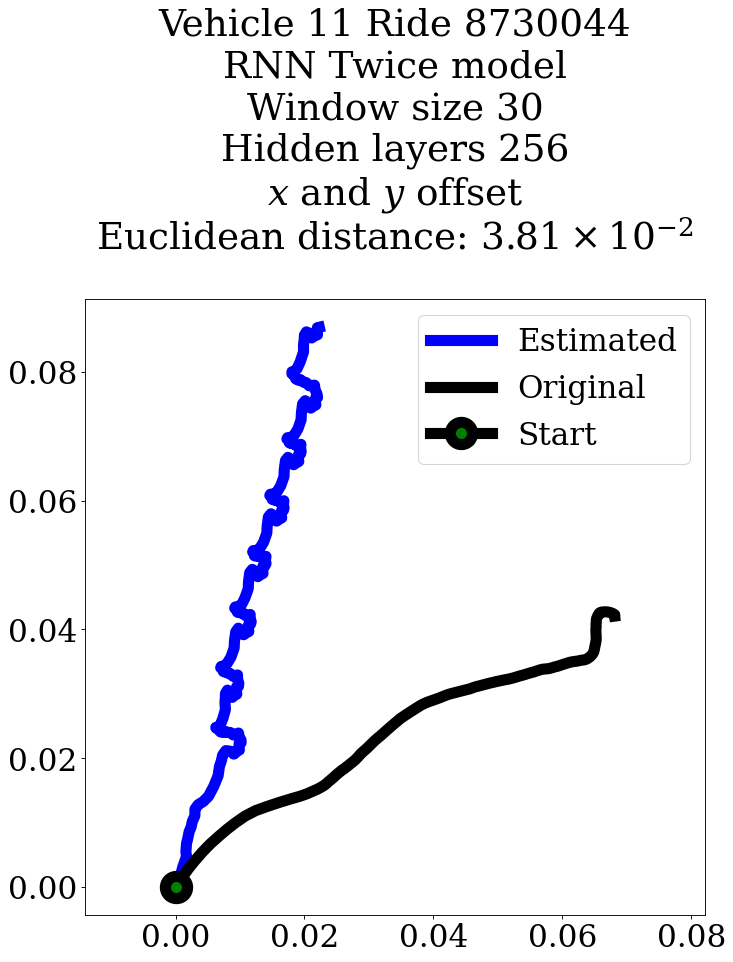 Vehicle 11 Ride 8730044
RNN Twice model
Window size 30
Hidden layers 256
x and y offset
Euclidean distance: 3.81 × 10⁻²
Estimated
Original
Start
0.08
0.06
0.04
0.02
0.00
0.00 0.02 0.04 0.06 0.08